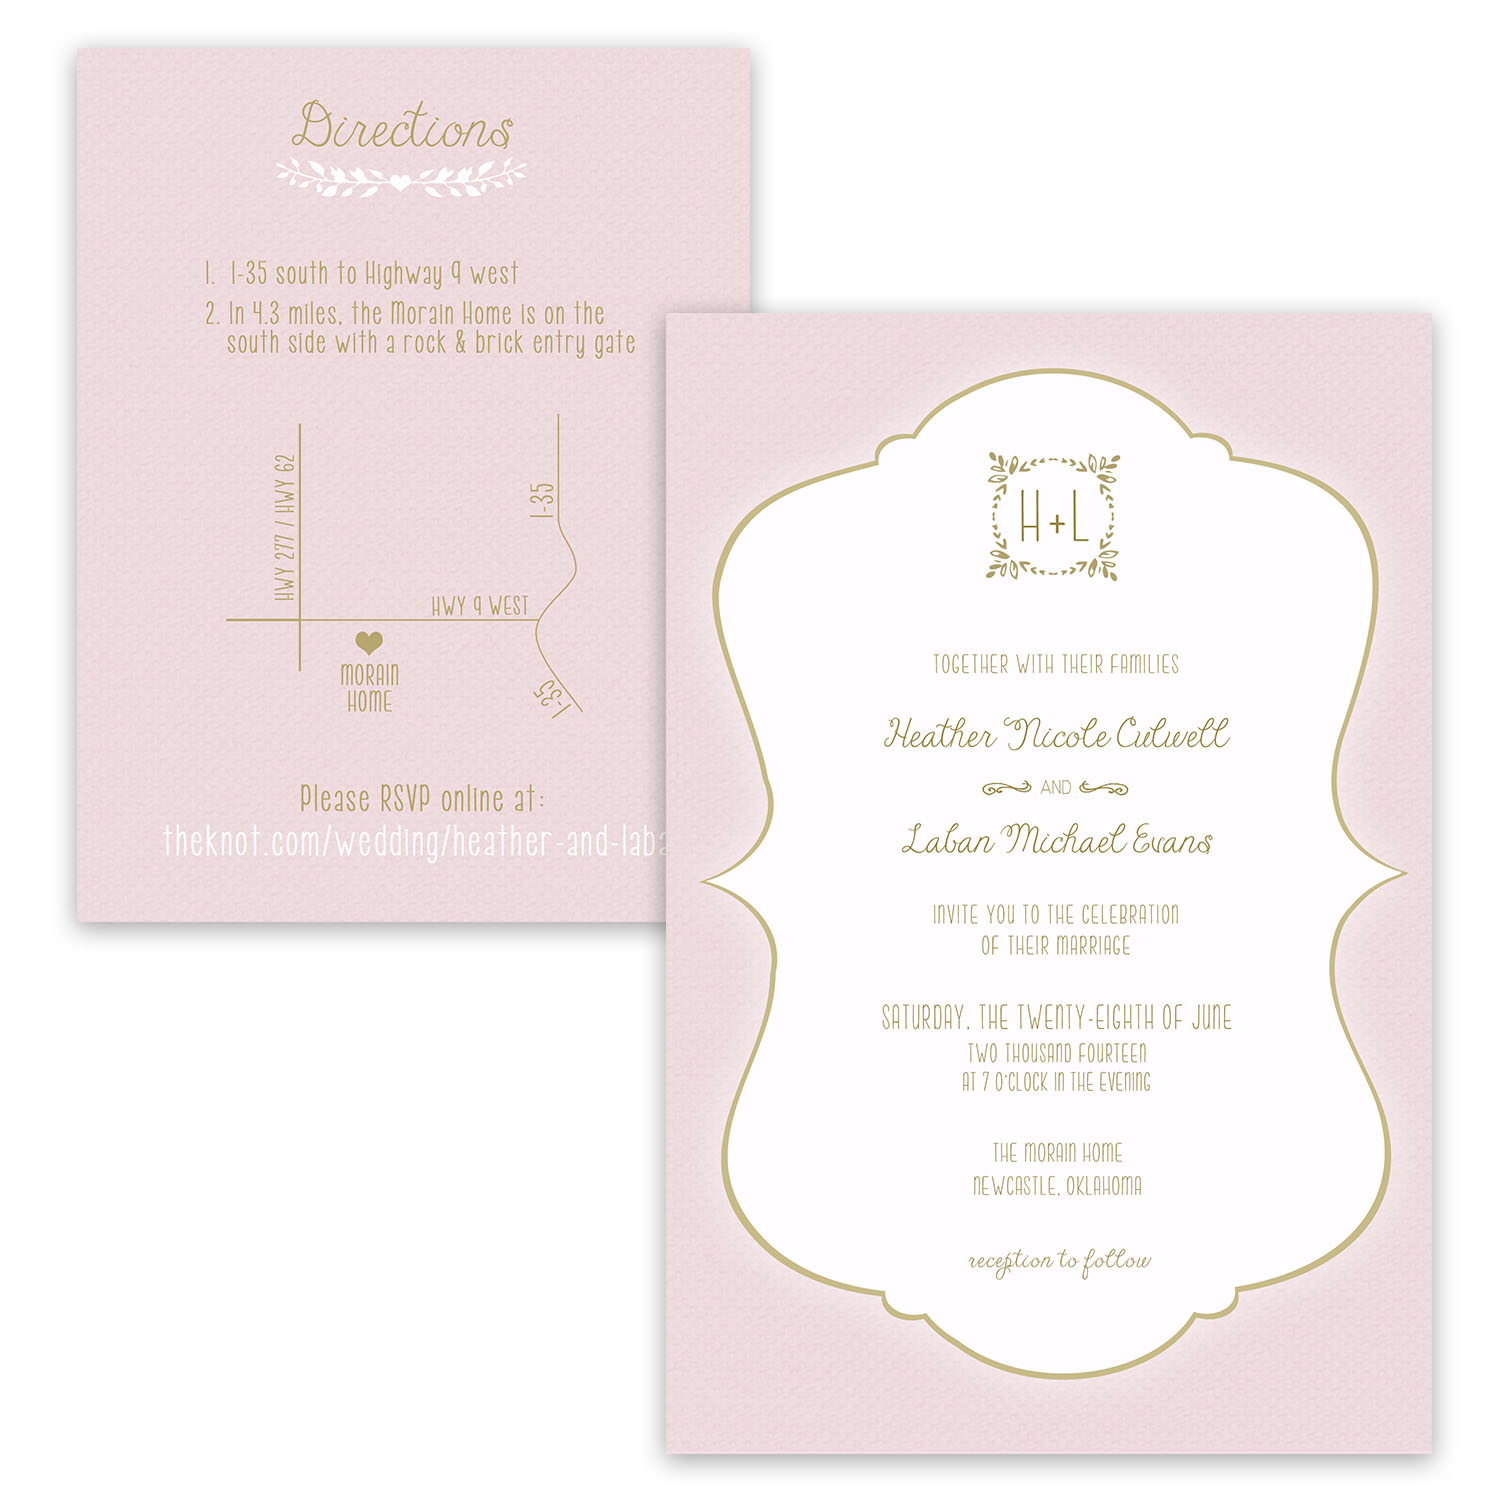 Directions
1. I-35 south to Highway 9 west
2. In 4.3 miles, the Morain Home is on the
south side with a rock & brick entry gate
HWY 277 / HWY 62
I-35
HWY 9 WEST
MORAIN
HOME
I-35
Please RSVP online at:
theknot.com/wedding/heather-and-laba
H+L
TOGETHER WITH THEIR FAMILIES
Heather Nicole Culwell
AND
Laban Michael Evans
INVITE YOU TO THE CELEBRATION
OF THEIR MARRIAGE
SATURDAY, THE TWENTY-EIGHTH OF JUNE
TWO THOUSAND FOURTEEN
AT 7 O'CLOCK IN THE EVENING
THE MORAIN HOME
NEWCASTLE, OKLAHOMA
reception to follow